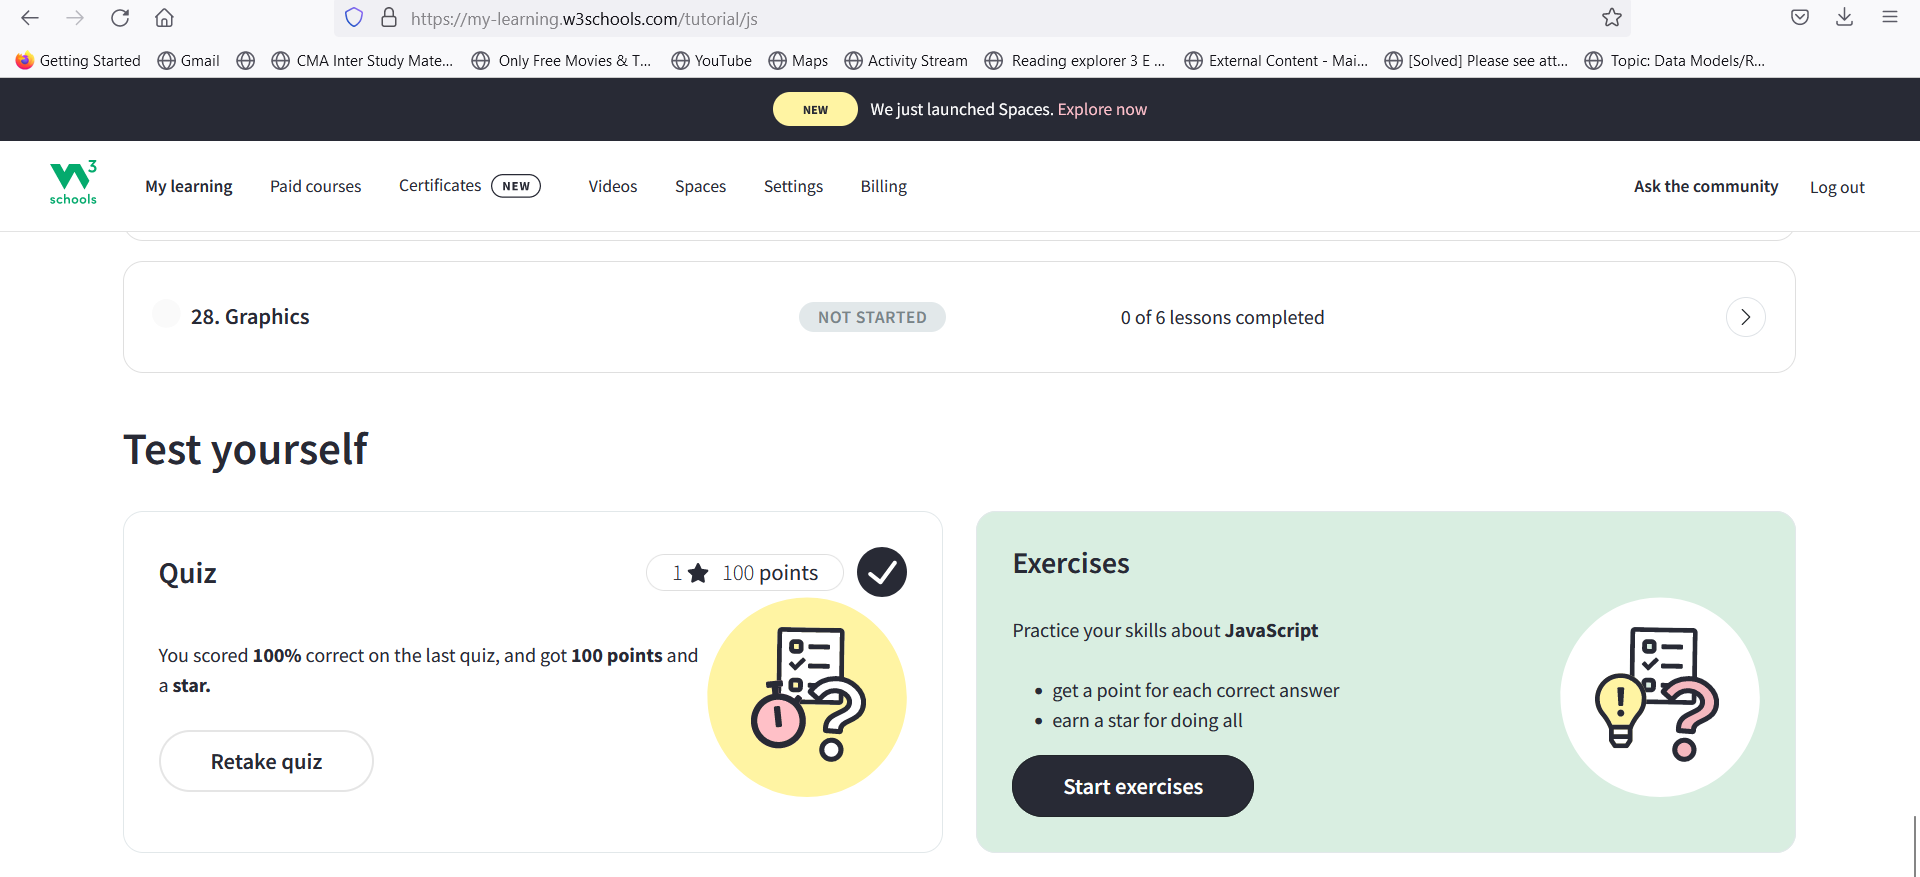 https://my-learning.w3schools.com/tutorial/js
Getting Started Gmail CMA Inter Study Mate... Only Free Movies & T... YouTube Maps Activity Stream Reading explorer 3 E ... External Content - Mai... [Solved] Please see att... Topic: Data Models/R...
NEW We just launched Spaces. Explore now
W3 schools My learning Paid courses Certificates NEW Videos Spaces Settings Billing Ask the community Log out
28. Graphics NOT STARTED 0 of 6 lessons completed
Test yourself
Quiz 1 ★ 100 points
You scored 100% correct on the last quiz, and got 100 points and
a star.
Retake quiz
Exercises
Practice your skills about JavaScript
• get a point for each correct answer
• earn a star for doing all
Start exercises